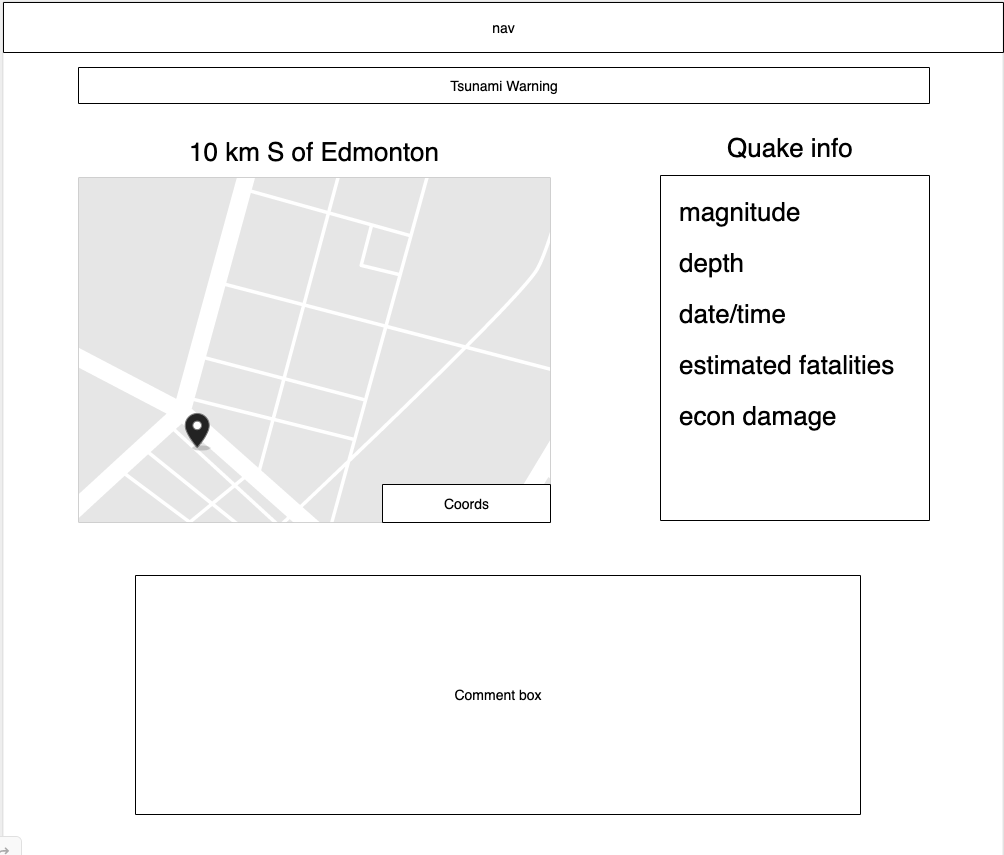 nav
Tsunami Warning
10 km S of Edmonton
Quake info
magnitude
depth
date/time
estimated fatalities
econ damage
Coords
Comment box